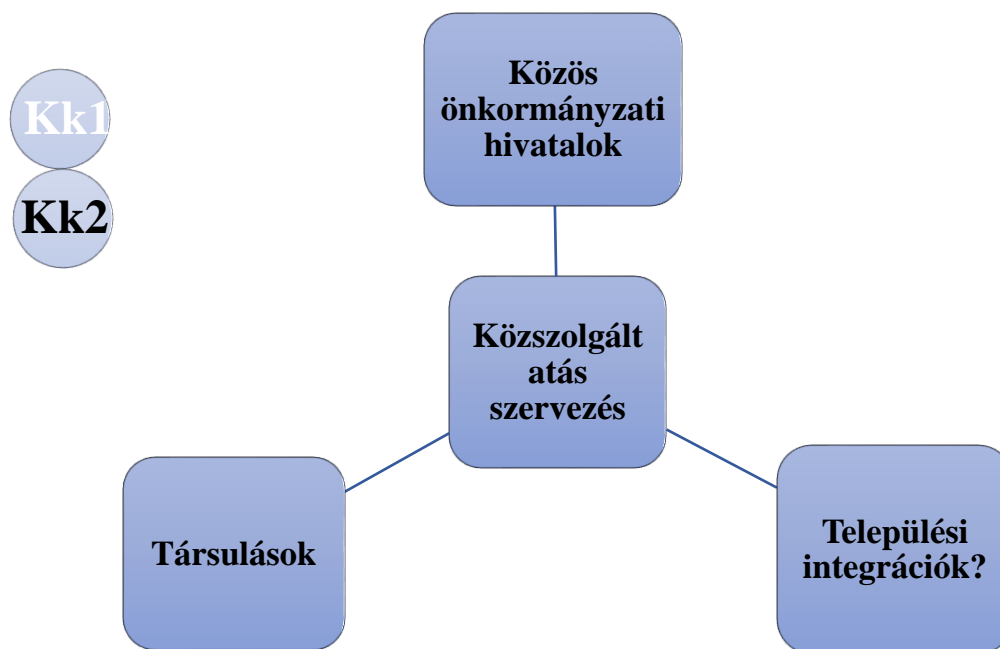 Közös
önkormányzati
hivatalok
Kk1
Kk2
Közszolgált
atás
szervezés
Társulások
Települési
integrációk?